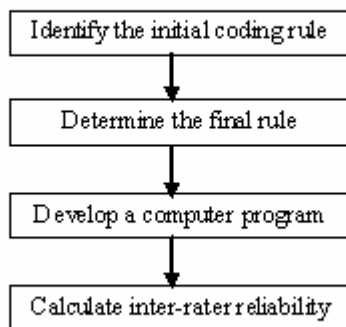 Identify the initial coding rule
Determine the final rule
Develop a computer program
Calculate inter-rater reliability